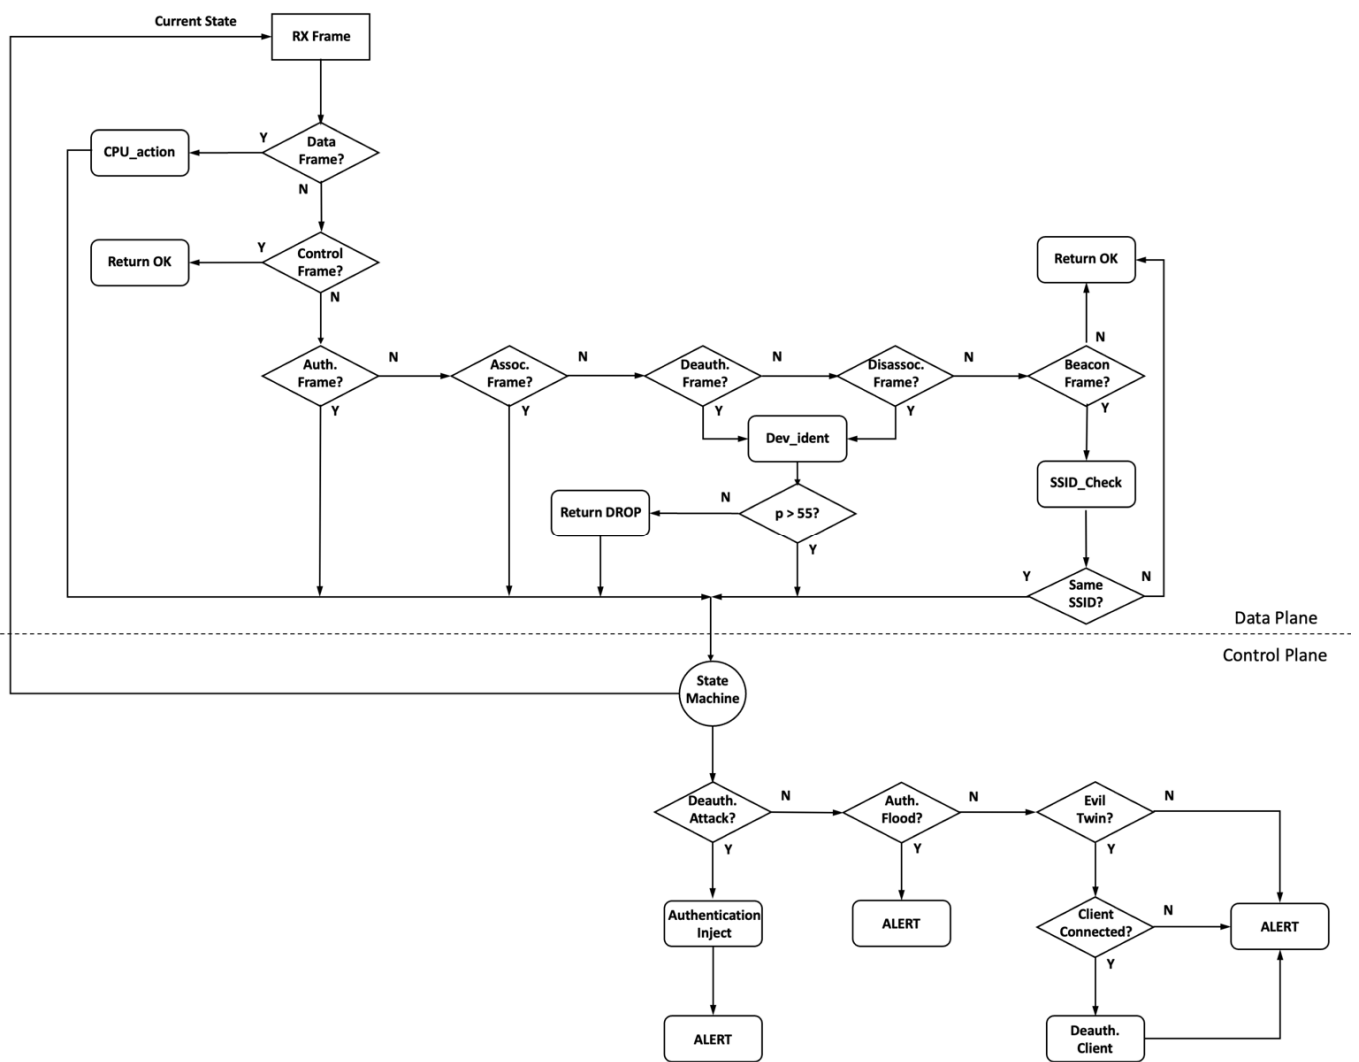 Current State
RX Frame
Y
Data
Frame?
CPU_action
N
Y
Control
Frame?
Return OK
N
Return OK
N
Auth.
Frame?
N
Assoc.
Frame?
N
Deauth.
Frame?
N
Disassoc.
Frame?
N
Beacon
Frame?
Y
Y
Y
Y
Y
Dev_ident
SSID_Check
Return DROP
N
p > 55?
Y
Y
Same
SSID?
N
Data Plane
Control Plane
State
Machine
Deauth.
Attack?
N
Auth.
Flood?
N
Evil
Twin?
N
Y
Y
Y
Authentication
Inject
ALERT
Client
Connected?
N
ALERT
Y
ALERT
Deauth.
Client